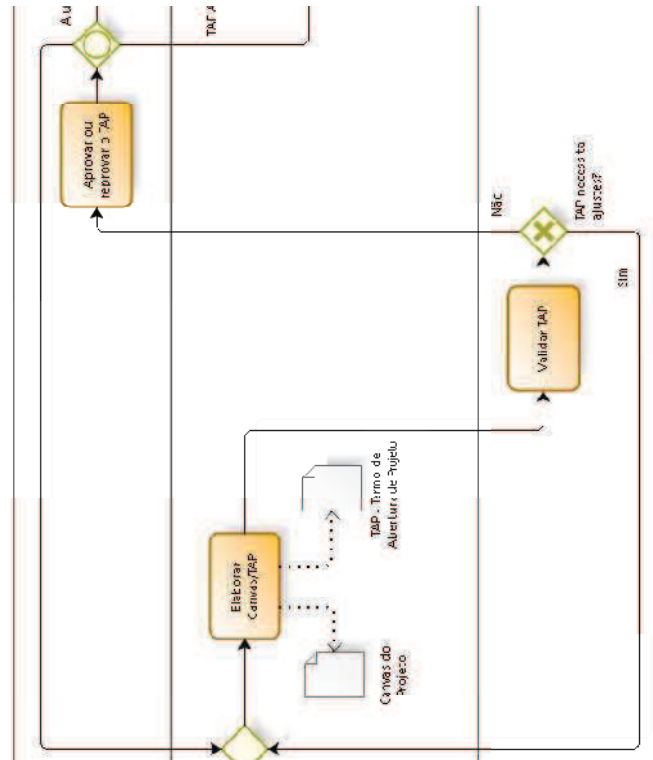 Aprovar ou
reprovar o TAP
Não
TAP necessita
ajustes?
Sim
Validar TAP
TAP - Termo de
Abertura de Projeto
Elaborar
Canvas/TAP
Canvas do
Projeto